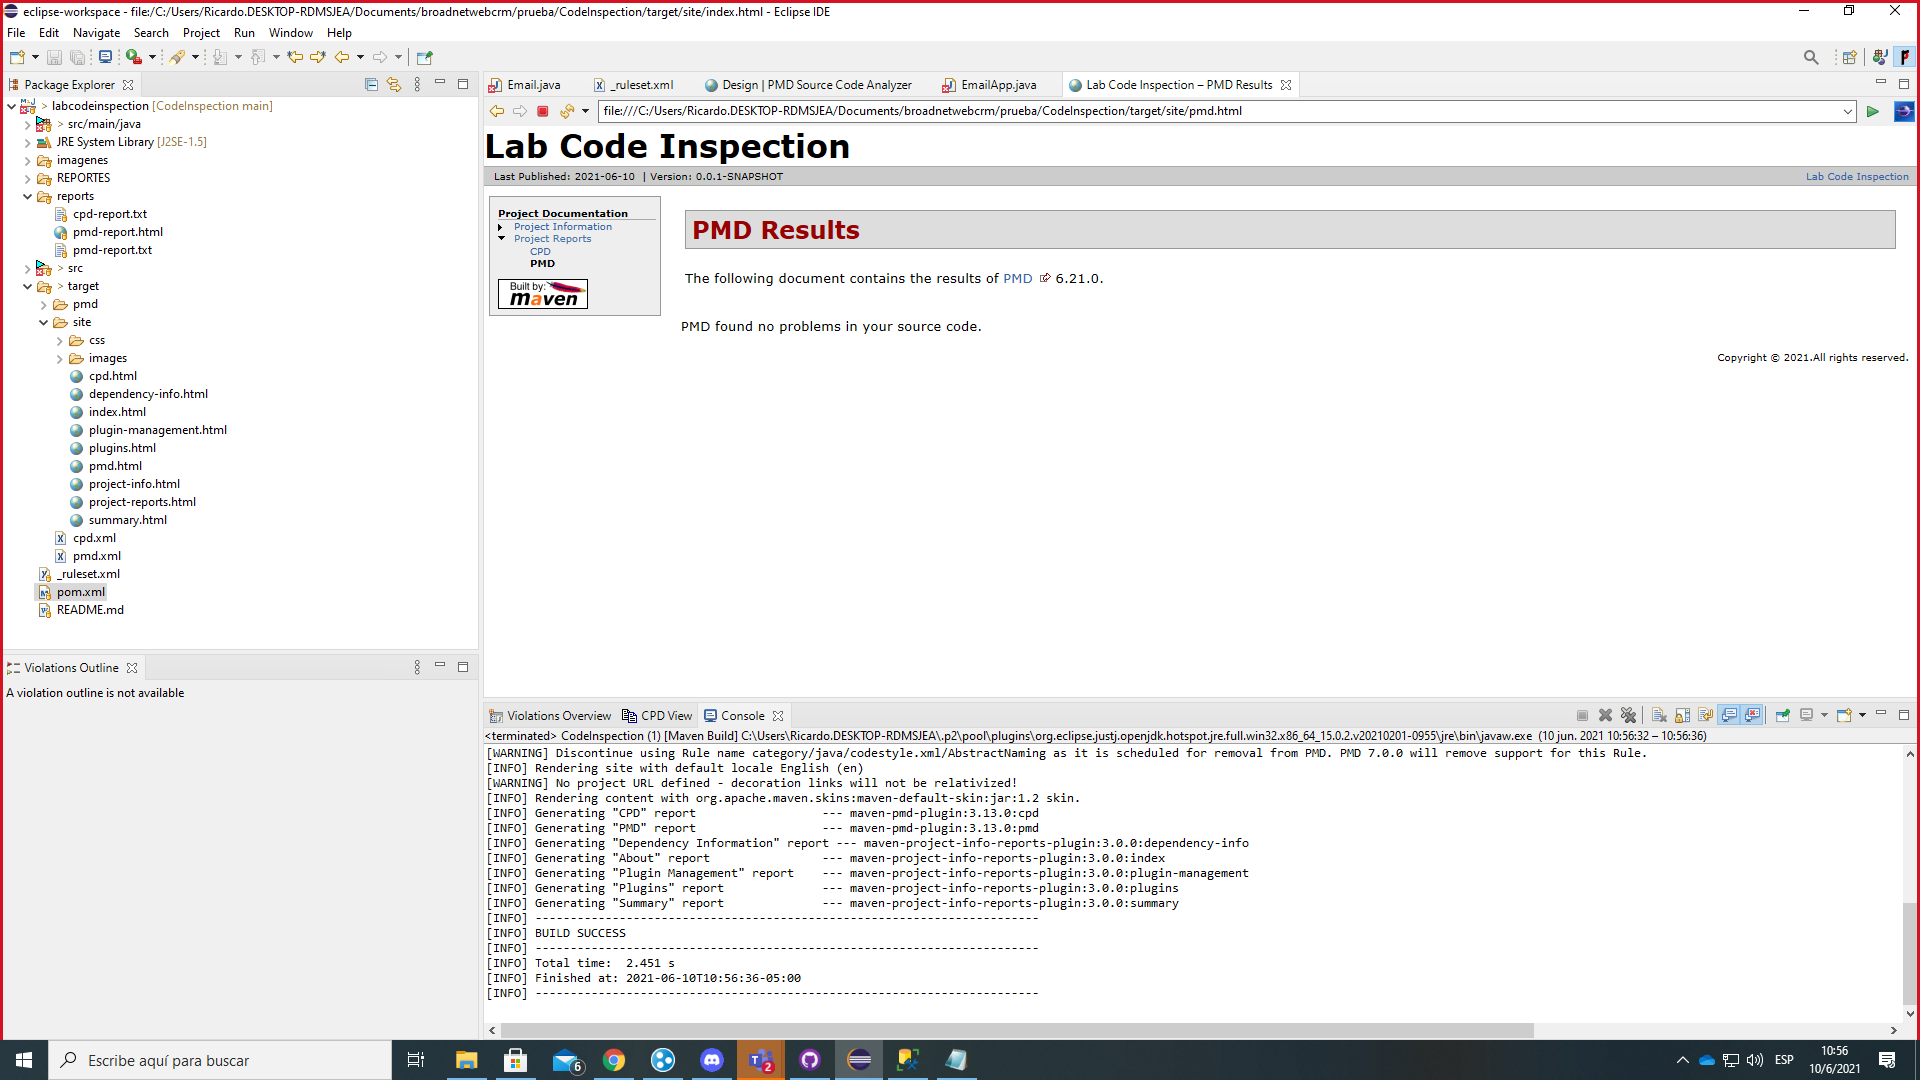 eclipse-workspace - file:/C:/Users/Ricardo.DESKTOP-RDMSJEA/Documents/broadnetwebcrm/prueba/CodeInspection/target/site/index.html - Eclipse IDE
File Edit Navigate Search Project Run Window Help
Package Explorer
> labcodeinspection [CodeInspection main]
> src/main/java
JRE System Library [J2SE-1.5]
imagenes
REPORTES
reports
cpd-report.txt
pmd-report.html
pmd-report.txt
> src
> target
pmd
site
css
images
cpd.html
dependency-info.html
index.html
plugin-management.html
plugins.html
pmd.html
project-info.html
project-reports.html
summary.html
cpd.xml
pmd.xml
_ruleset.xml
pom.xml
README.md
Violations Outline
A violation outline is not available
Email.java _ruleset.xml Design | PMD Source Code Analyzer EmailApp.java Lab Code Inspection – PMD Results
file:///C:/Users/Ricardo.DESKTOP-RDMSJEA/Documents/broadnetwebcrm/prueba/CodeInspection/target/site/pmd.html
Lab Code Inspection
Last Published: 2021-06-10 | Version: 0.0.1-SNAPSHOT
Lab Code Inspection
Project Documentation
Project Information
Project Reports
CPD
PMD
Built by:
maven
PMD Results
The following document contains the results of PMD 6.21.0.
PMD found no problems in your source code.
Copyright © 2021.All rights reserved.
Violations Overview CPD View Console
<terminated> CodeInspection (1) [Maven Build] C:\Users\Ricardo.DESKTOP-RDMSJEA\.p2\pool\plugins\org.eclipse.justj.openjdk.hotspot.jre.full.win32.x86_64_15.0.2.v20210201-0955\jre\bin\javaw.exe (10 jun. 2021 10:56:32 – 10:56:36)
[WARNING] Discontinue using Rule name category/java/codestyle.xml/AbstractNaming as it is scheduled for removal from PMD. PMD 7.0.0 will remove support for this Rule.
[INFO] Rendering site with default locale English (en)
[WARNING] No project URL defined - decoration links will not be relativized!
[INFO] Rendering content with org.apache.maven.skins:maven-default-skin:jar:1.2 skin.
[INFO] Generating "CPD" report --- maven-pmd-plugin:3.13.0:cpd
[INFO] Generating "PMD" report --- maven-pmd-plugin:3.13.0:pmd
[INFO] Generating "Dependency Information" report --- maven-project-info-reports-plugin:3.0.0:dependency-info
[INFO] Generating "About" report --- maven-project-info-reports-plugin:3.0.0:index
[INFO] Generating "Plugin Management" report --- maven-project-info-reports-plugin:3.0.0:plugin-management
[INFO] Generating "Plugins" report --- maven-project-info-reports-plugin:3.0.0:plugins
[INFO] Generating "Summary" report --- maven-project-info-reports-plugin:3.0.0:summary
[INFO] ------------------------------------------------------------------------
[INFO] BUILD SUCCESS
[INFO] ------------------------------------------------------------------------
[INFO] Total time: 2.451 s
[INFO] Finished at: 2021-06-10T10:56:36-05:00
[INFO] ------------------------------------------------------------------------
Escribe aquí para buscar
6
2
ESP
10:56
10/6/2021